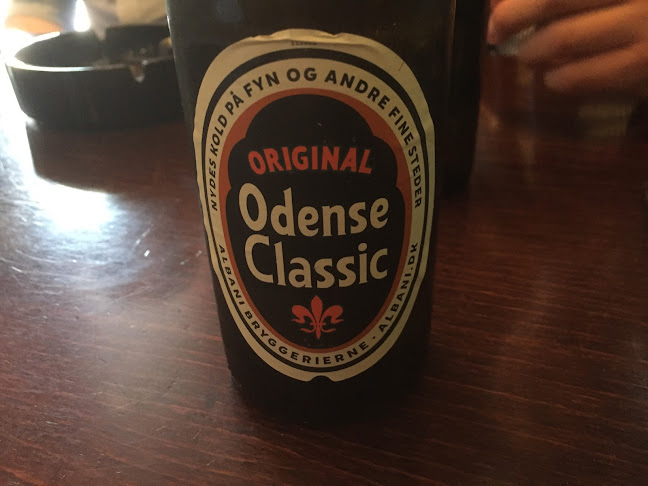 NYDES KOLD PÅ FYN OG ANDRE FINE STEDER
ORIGINAL
Odense
Classic
ALBANI BRYGGERIERNE - ALBANI.DK